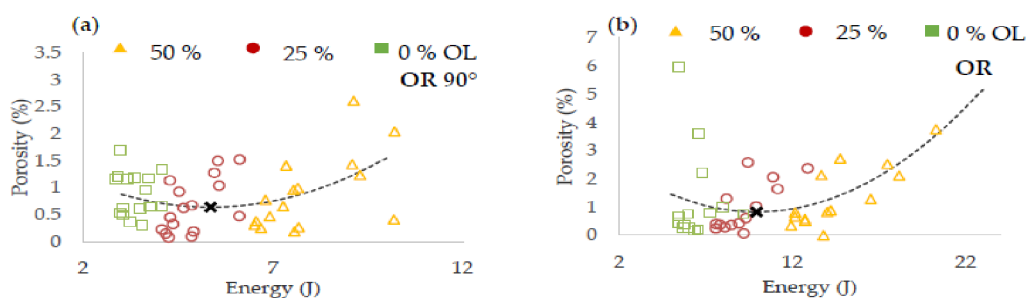 (a)
50 % 25 % 0 % OL
OR 90°
3.5
3
2.5
2
1.5
1
0.5
0
Porosity (%)
2 7 12
Energy (J)
(b)
50 % 25 % 0 % OL
OR
7
6
5
4
3
2
1
0
Porosity (%)
2 12 22
Energy (J)